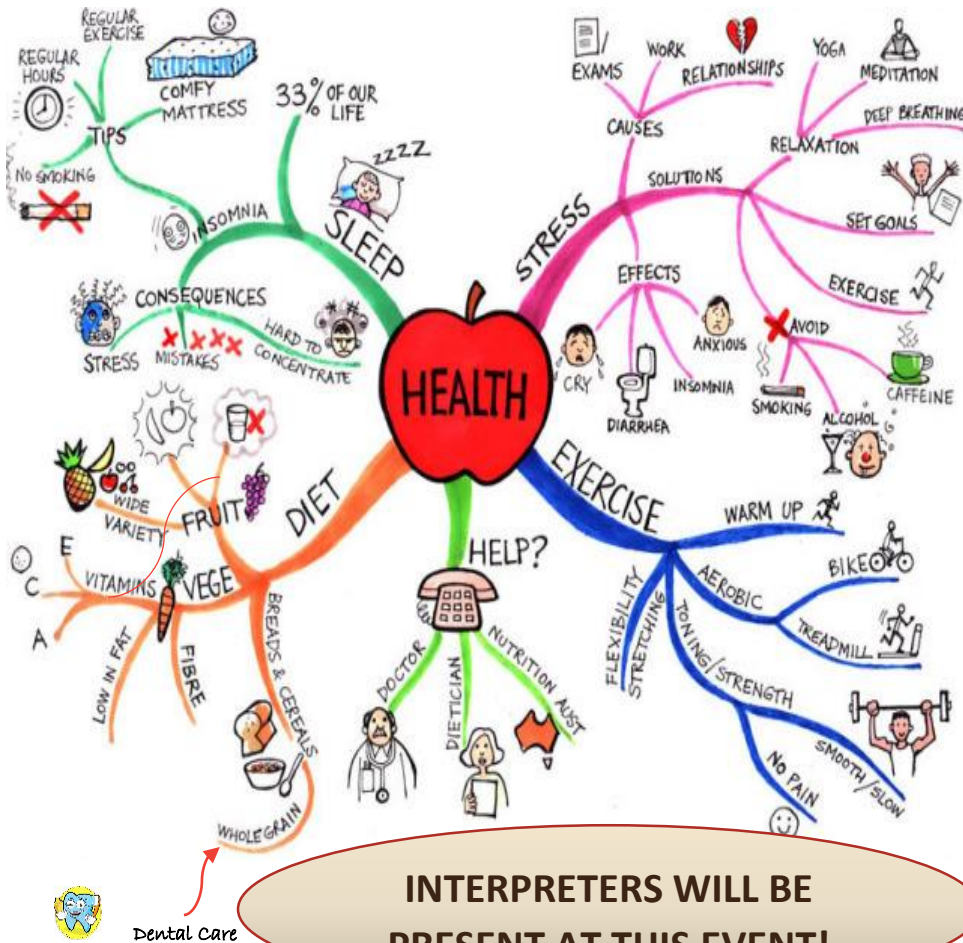 REGULAR
EXERCISE
REGULAR
HOURS
COMFY
MATTRESS
TIPS
NO SMOKING
33% OF OUR
LIFE
ZZZZ
INSOMNIA
SLEEP
CONSEQUENCES
STRESS
MISTAKES
HARD TO
CONCENTRATE
EXAMS
WORK
RELATIONSHIPS
CAUSES
YOGA
MEDITATION
DEEP BREATHING
RELAXATION
SOLUTIONS
STRESS
SET GOALS
EXERCISE
EFFECTS
CRY
DIARRHEA
INSOMNIA
ANXIOUS
AVOID
SMOKING
ALCOHOL
CAFFEINE
HEALTH
DIET
FRUIT
WIDE
VARIETY
VEGE
VITAMINS
E
C
A
LOW IN FAT
FIBRE
BREADS & CEREALS
WHOLEGRAIN
HELP?
DOCTOR
DIETICIAN
NUTRITION AUST
EXERCISE
WARM UP
AEROBIC
BIKE
TREADMILL
FLEXIBILITY
STRETCHING
TONING/STRENGTH
SMOOTH/SLOW
NO PAIN
Dental Care
INTERPRETERS WILL BE
PRESENT AT THIS EVENT!